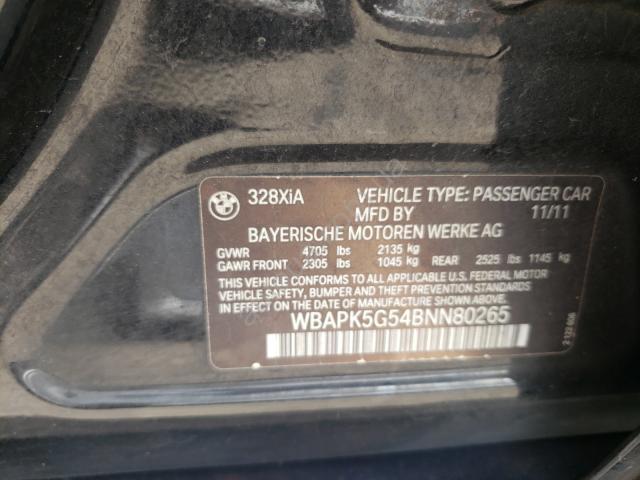 328XiA VEHICLE TYPE: PASSENGER CAR
MFD BY 11/11
BAYERISCHE MOTOREN WERKE AG
GVWR 4705 lbs 2135 kg
GAWR FRONT 2305 lbs 1045 kg REAR 2525 lbs 1145 kg
THIS VEHICLE CONFORMS TO ALL APPLICABLE U.S. FEDERAL MOTOR
VEHICLE SAFETY, BUMPER, AND THEFT PREVENTION STANDARDS IN
EFFECT ON THE DATE OF MANUFACTURE SHOWN ABOVE.
WBAPK5G54BNN80265